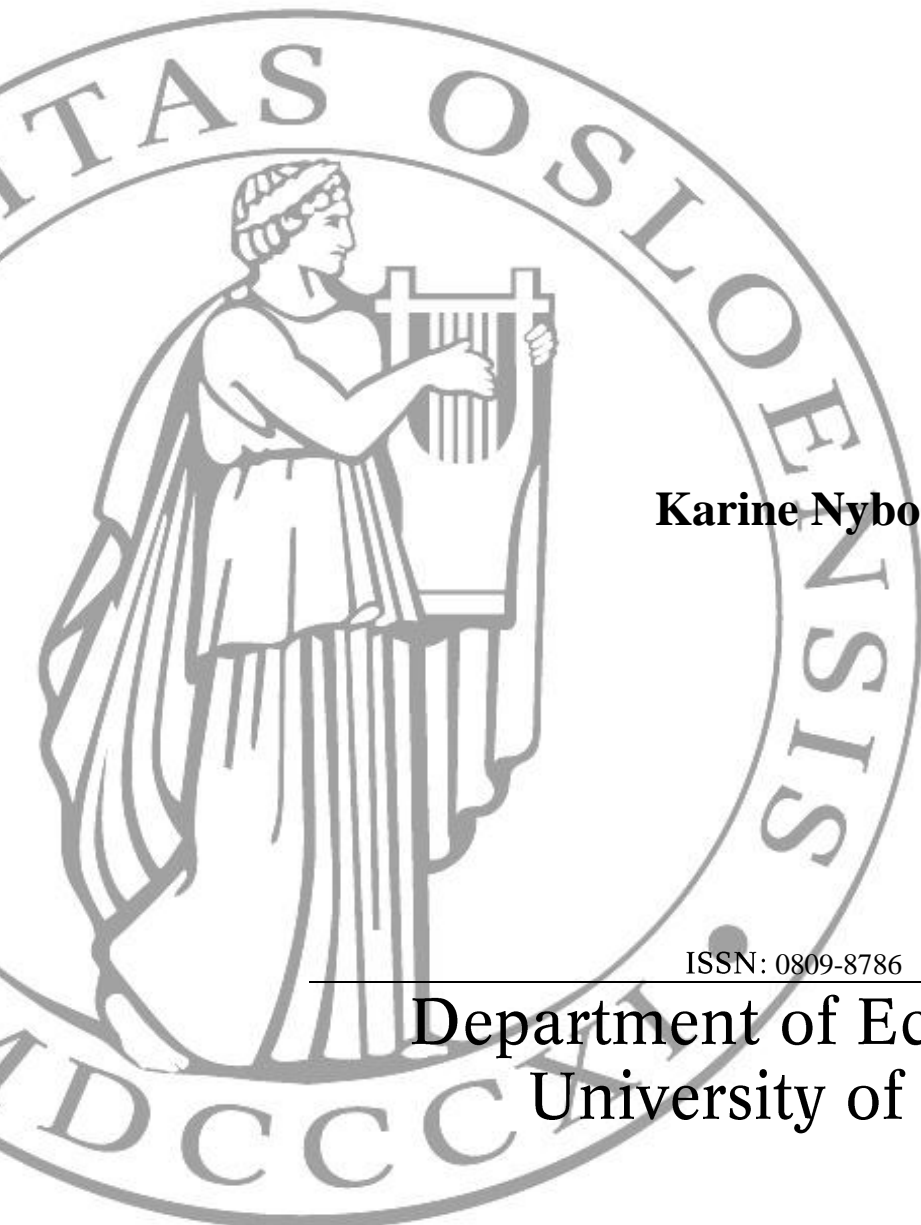 ITAS OSLOENSIS
Karine Nybo
ISSN: 0809-8786
Department of Ec
University of
MDCCCXI